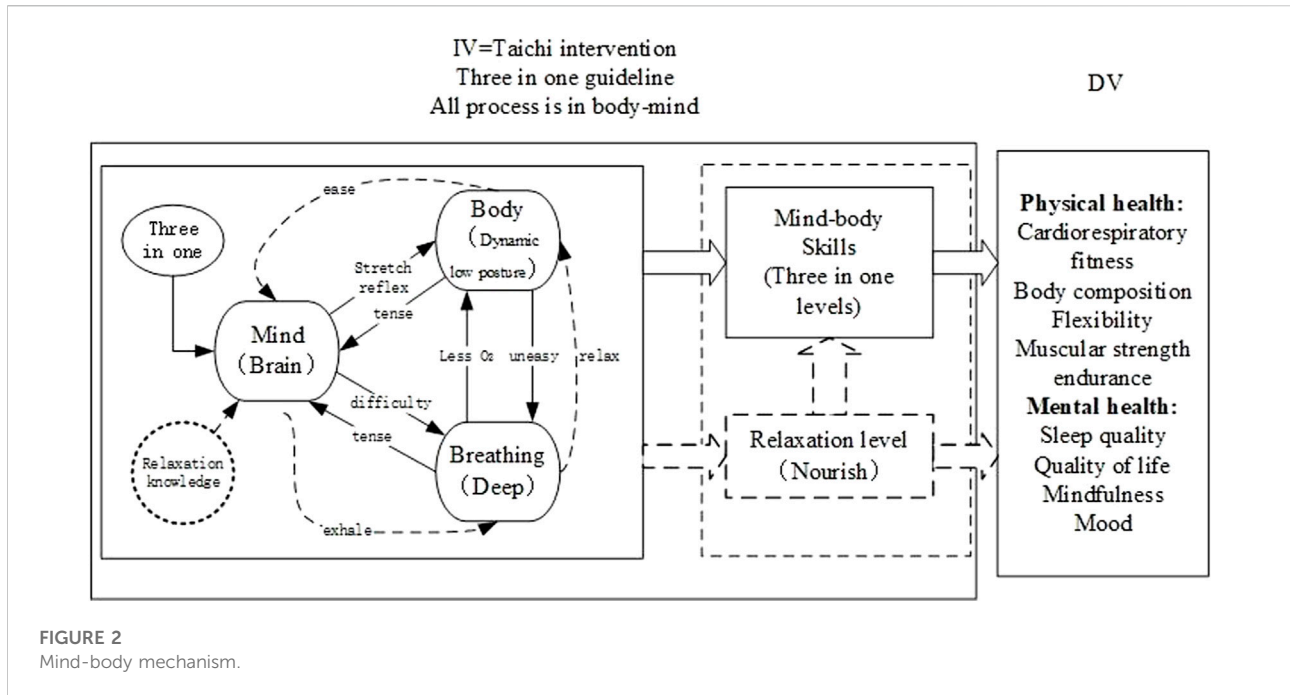 IV=Taichi intervention
Three in one guideline
All process is in body-mind
DV
Three
in one
ease
Body
(Dynamic
low posture)
Stretch
reflex
tense
Mind
(Brain)
Less O₂
uneasy
relax
difficulty
tense
Relaxation
knowledge
Breathing
(Deep)
exhale
Mind-body
Skills
(Three in one
levels)
Relaxation level
(Nourish)
Physical health:
Cardiorespiratory
fitness
Body composition
Flexibility
Muscular strength
endurance
Mental health:
Sleep quality
Quality of life
Mindfulness
Mood
FIGURE 2
Mind-body mechanism.